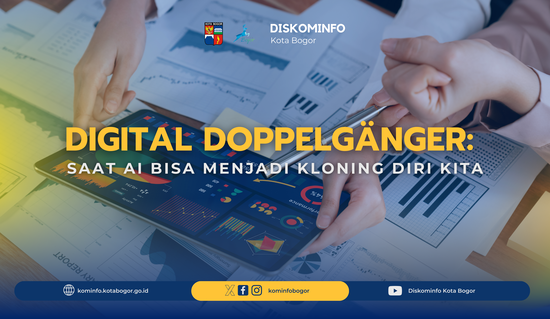 DISKOMINFO
Kota Bogor
DIGITAL DOPPELGÄNGER:
SAAT AI BISA MENJADI KLONING DIRI KITA
kominfo.kotabogor.go.id
kominfobogor
Diskominfo Kota Bogor